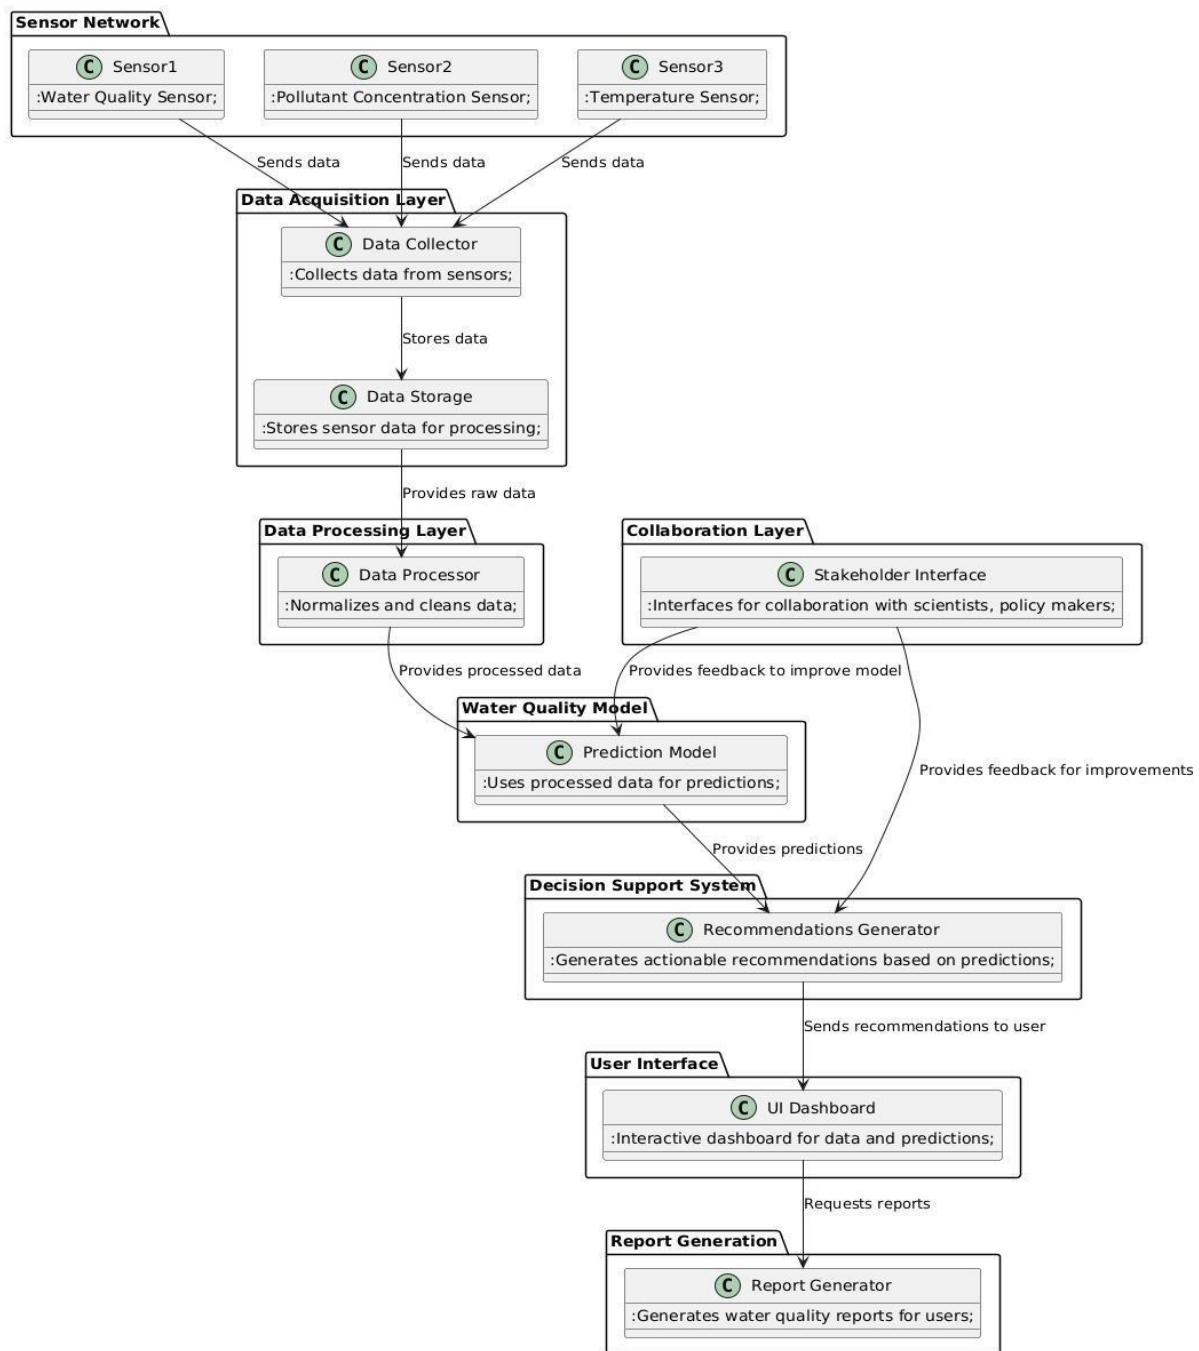 Sensor Network
C Sensor1
:Water Quality Sensor;
C Sensor2
:Pollutant Concentration Sensor;
C Sensor3
:Temperature Sensor;
Sends data
Sends data
Sends data
Data Acquisition Layer
C Data Collector
:Collects data from sensors;
Stores data
C Data Storage
:Stores sensor data for processing;
Provides raw data
Data Processing Layer
C Data Processor
:Normalizes and cleans data;
Collaboration Layer
C Stakeholder Interface
:Interfaces for collaboration with scientists, policy makers;
Provides processed data
Provides feedback to improve model
Water Quality Model
C Prediction Model
:Uses processed data for predictions;
Provides feedback for improvements
Provides predictions
Decision Support System
C Recommendations Generator
:Generates actionable recommendations based on predictions;
Sends recommendations to user
User Interface
C UI Dashboard
:Interactive dashboard for data and predictions;
Requests reports
Report Generation
C Report Generator
:Generates water quality reports for users;